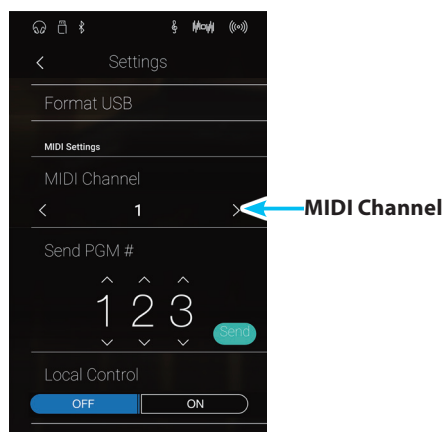 Settings
Format USB
MIDI Settings
MIDI Channel
1
MIDI Channel
Send PGM #
1 2 3
Send
Local Control
OFF ON